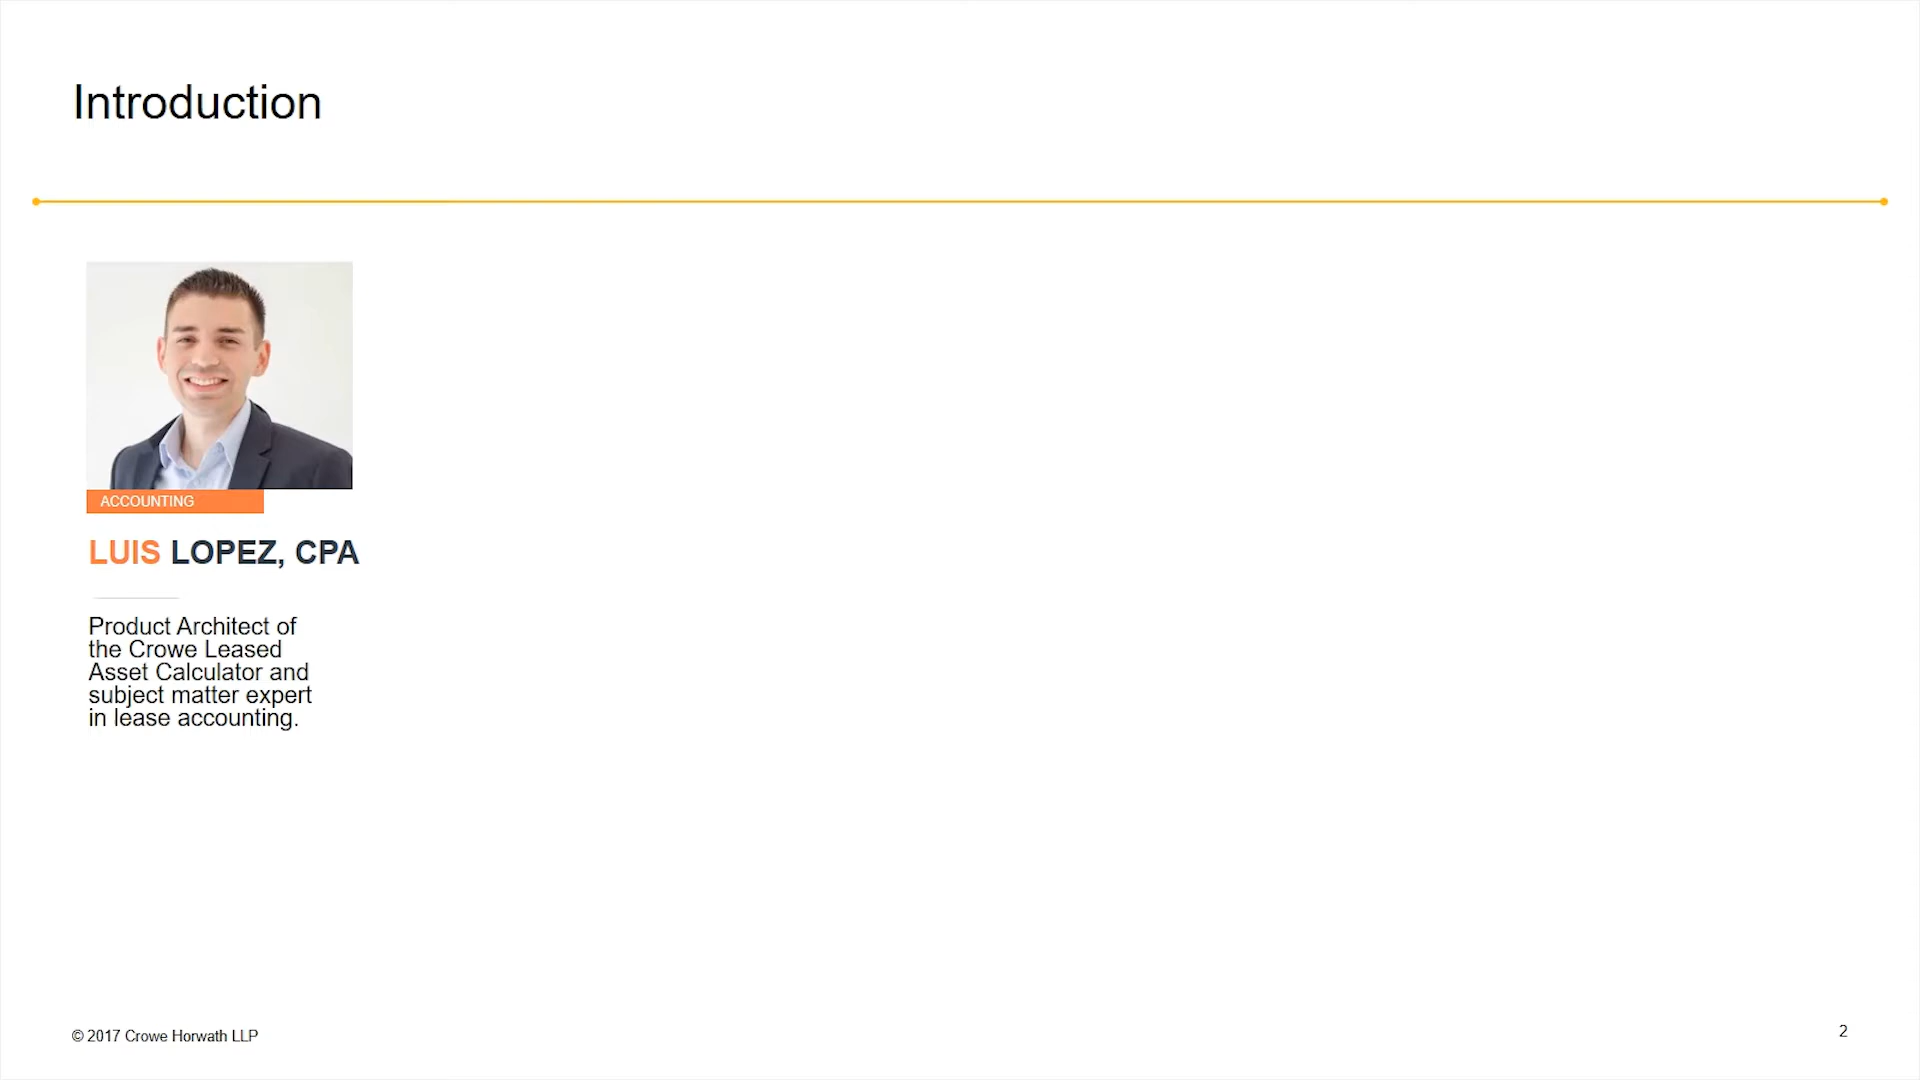 Introduction
ACCOUNTING
LUIS LOPEZ, CPA
Product Architect of
the Crowe Leased
Asset Calculator and
subject matter expert
in lease accounting.
© 2017 Crowe Horwath LLP
2